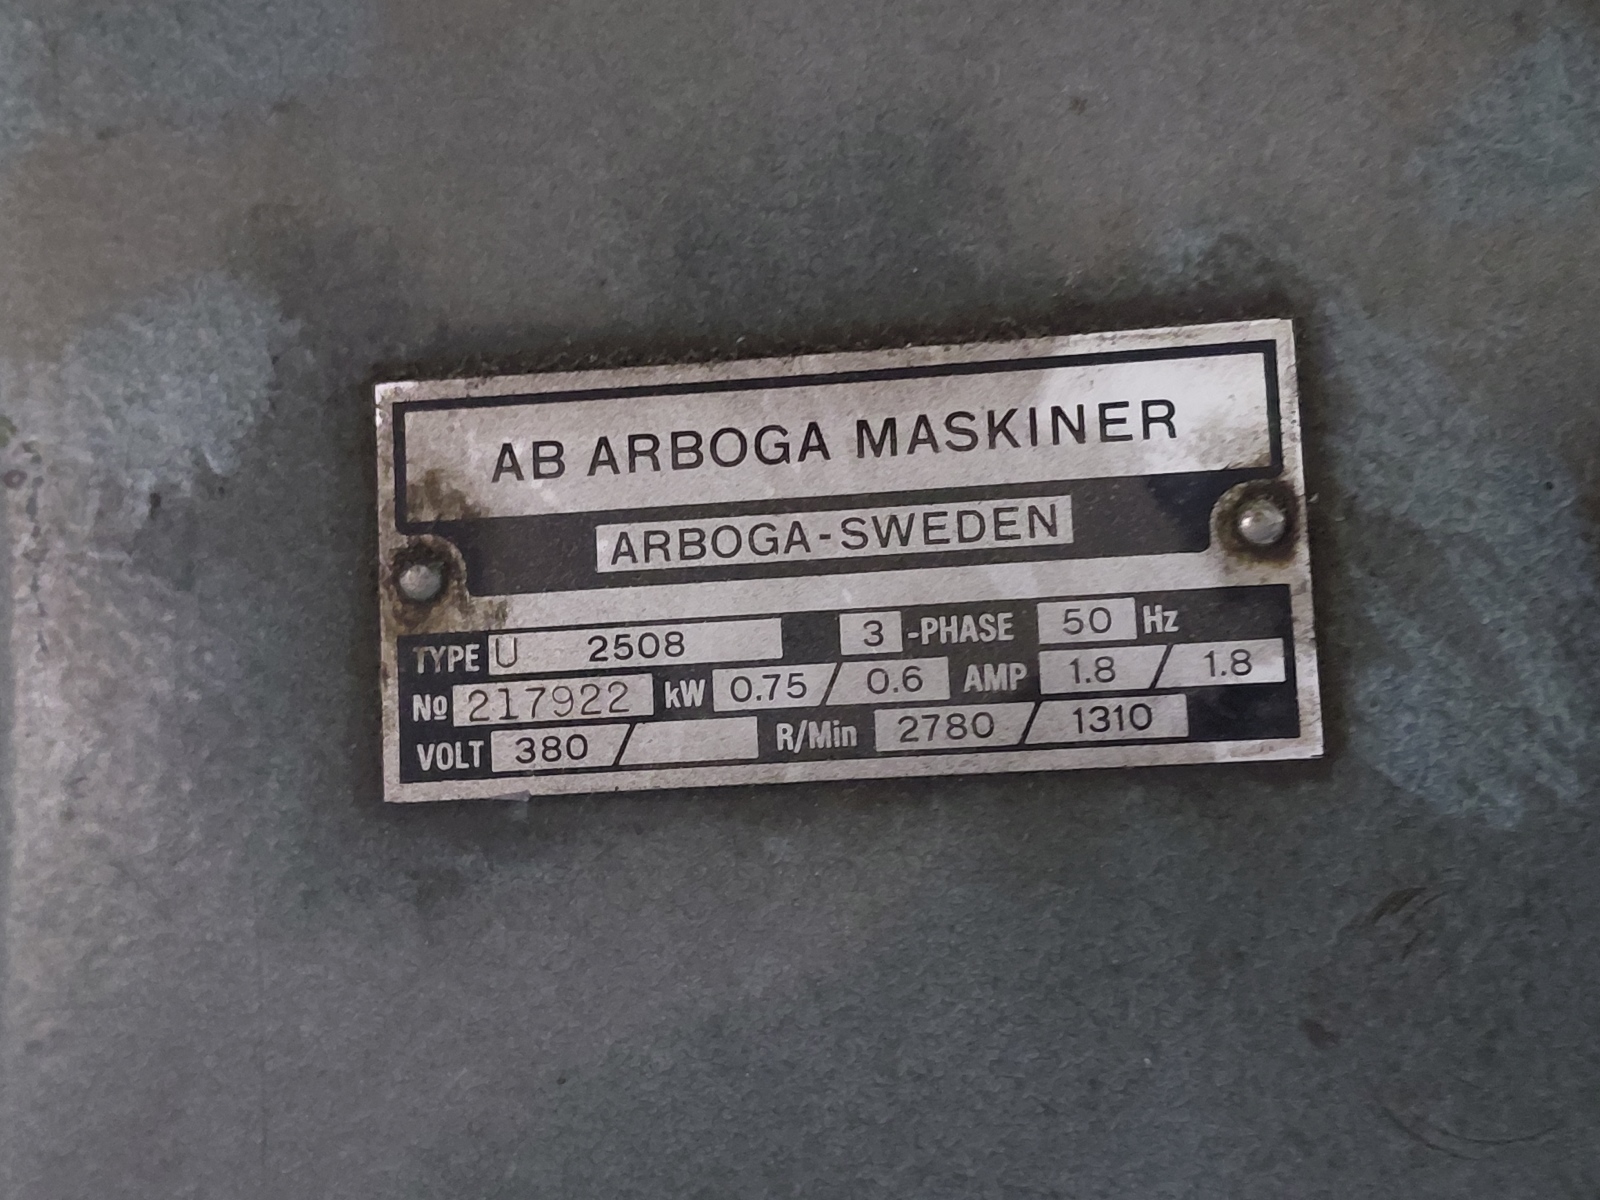 AB ARBOGA MASKINER
ARBOGA-SWEDEN
TYPE U 2508 3 -PHASE 50 Hz
No 217922 kW 0.75 / 0.6 AMP 1.8 / 1.8
VOLT 380 / R/Min 2780 / 1310